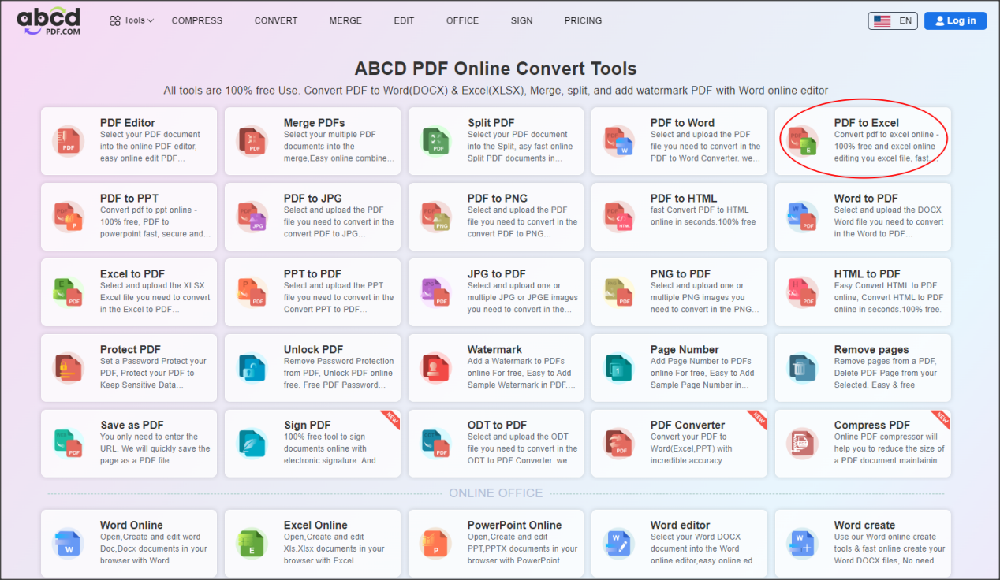 abcd
PDF.COM
Tools
COMPRESS
CONVERT
MERGE
EDIT
OFFICE
SIGN
PRICING
EN
Log in
ABCD PDF Online Convert Tools
All tools are 100% free Use. Convert PDF to Word(DOCX) & Excel(XLSX), Merge, split, and add watermark PDF with Word online editor
PDF Editor
Select your PDF document
into the online PDF editor,
easy online edit PDF...
Merge PDFs
Select your multiple PDF
documents into the
merge,Easy online combine...
Split PDF
Select your PDF document
into the Split, asy fast online
Split PDF documents in...
PDF to Word
Select and upload the PDF
file you need to convert in the
PDF to Word Converter. we...
PDF to Excel
Convert pdf to excel online -
100% free and excel online
editing you excel file, fast,...
PDF to PPT
Convert pdf to ppt online -
100% free, PDF to
powerpoint fast, secure and...
PDF to JPG
Select and upload the PDF
file you need to convert in the
convert PDF to JPG...
PDF to PNG
Select and upload the PDF
file you need to convert in the
convert PDF to PNG...
PDF to HTML
fast Convert PDF to HTML
online in seconds.100% free
Word to PDF
Select and upload the DOCX
Word file you need to convert
in the Word to PDF...
Excel to PDF
Select and upload the XLSX
Excel file you need to convert
in the Excel to PDF...
PPT to PDF
Select and upload the PPT
file you need to convert in the
Convert PPT to PDF...
JPG to PDF
Select and upload one or
multiple JPG or JPGE images
you need to convert in the...
PNG to PDF
Select and upload one or
multiple PNG images you
need to convert in the PNG...
HTML to PDF
Easy Convert HTML to PDF
online, Convert HTML to PDF
online in seconds.100% free.
Protect PDF
Set a Password Protect your
PDF, Protect your PDF to
Keep Sensitive Data...
Unlock PDF
Remove Password Protection
from PDF, Unlock PDF online
free. Free PDF Password...
Watermark
Add a Watermark to PDFs
online For free, Easy to Add
Sample Watermark in PDF....
Page Number
Add Page Number to PDFs
online For free, Easy to Add
Sample Page Number in...
Remove pages
Remove pages from a PDF,
Delete PDF Page from your
Selected. Easy & free
Save as PDF
You only need to enter the
URL. We will quickly save the
page as a PDF file
NEW
Sign PDF
100% free tool to sign
documents online with
electronic signature. And...
ODT to PDF
Select and upload the ODT
file you need to convert in the
ODT to PDF Converter. we...
NEW
PDF Converter
Convert your PDF to
Word(Excel,PPT) with
incredible accuracy.
NEW
Compress PDF
Online PDF compressor will
help you to reduce the size of
a PDF document maintainin...
ONLINE OFFICE
Word Online
Open,Create and edit word
Doc,Docx documents in your
browser with Word...
Excel Online
Open,Create and edit
Xls.Xlsx documents in your
browser with Excel...
PowerPoint Online
Open,Create and edit
PPT,PPTX documents in your
browser with PowerPoint...
Word editor
Select your Word DOCX
document into the Word
online editor,easy online ed...
Word create
Use our Word online create
tools & fast online create your
Word DOCX files, No need ...